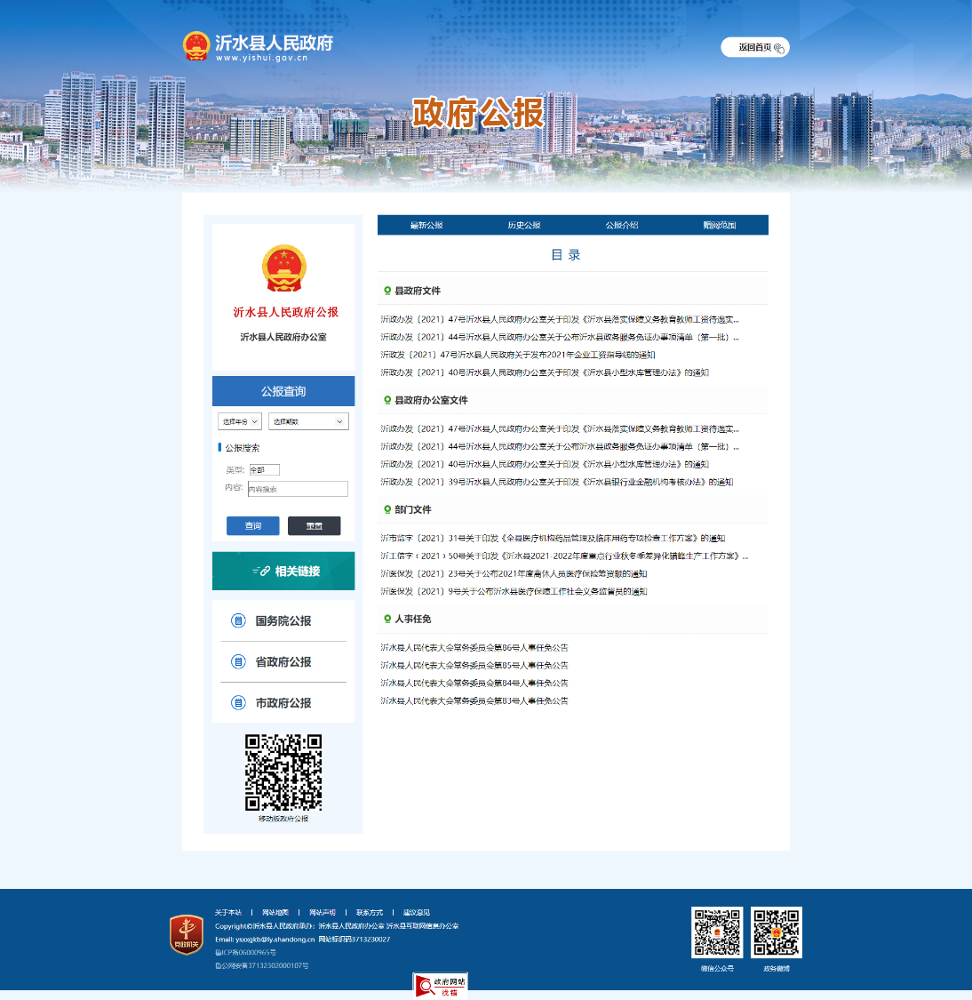 沂水县人民政府
www.yishui.gov.cn
返回首页
政府公报
沂水县人民政府公报
沂水县人民政府办公室
公报查询
选择年份
选择期数
公报搜索
类型:
全部
内容:
内容搜索
查询
重置
相关链接
国务院公报
省政府公报
市政府公报
移动版政府公报
最新公报
历史公报
公报介绍
赠阅范围
目 录
县政府文件
沂政办发〔2021〕47号沂水县人民政府办公室关于印发《沂水县落实保障义务教育教师工资待遇实...
沂政办发〔2021〕44号沂水县人民政府办公室关于公布沂水县政务服务免证办事项清单（第一批）...
沂政发〔2021〕47号沂水县人民政府关于发布2021年企业工资指导线的通知
沂政办发〔2021〕40号沂水县人民政府办公室关于印发《沂水县小型水库管理办法》的通知
县政府办公室文件
沂政办发〔2021〕47号沂水县人民政府办公室关于印发《沂水县落实保障义务教育教师工资待遇实...
沂政办发〔2021〕44号沂水县人民政府办公室关于公布沂水县政务服务免证办事项清单（第一批）...
沂政办发〔2021〕40号沂水县人民政府办公室关于印发《沂水县小型水库管理办法》的通知
沂政办发〔2021〕39号沂水县人民政府办公室关于印发《沂水县银行业金融机构考核办法》的通知
部门文件
沂市监字〔2021〕31号关于印发《全县医疗机构药品管理及临床用药专项检查工作方案》的通知
沂工信字﹝2021﹞50号关于印发《沂水县2021-2022年度重点行业秋冬季差异化错峰生产工作方案》...
沂医保发〔2021〕23号关于公布2021年度离休人员医疗保险筹资额的通知
沂医保发〔2021〕9号关于公布沂水县医疗保障工作社会义务监督员的通知
人事任免
沂水县人民代表大会常务委员会第86号人事任免公告
沂水县人民代表大会常务委员会第85号人事任免公告
沂水县人民代表大会常务委员会第84号人事任免公告
沂水县人民代表大会常务委员会第83号人事任免公告
党政机关
关于本站 | 网站地图 | 网站声明 | 联系方式 | 建议意见
Copyright©沂水县人民政府承办：沂水县人民政府办公室 沂水县互联网信息办公室
Email: ysxxgkb@ly.shandong.cn 网站标识码3713230027
鲁ICP备06000965号
鲁公网安备37132302000107号
微信公众号
政务微博
政府网站
找错